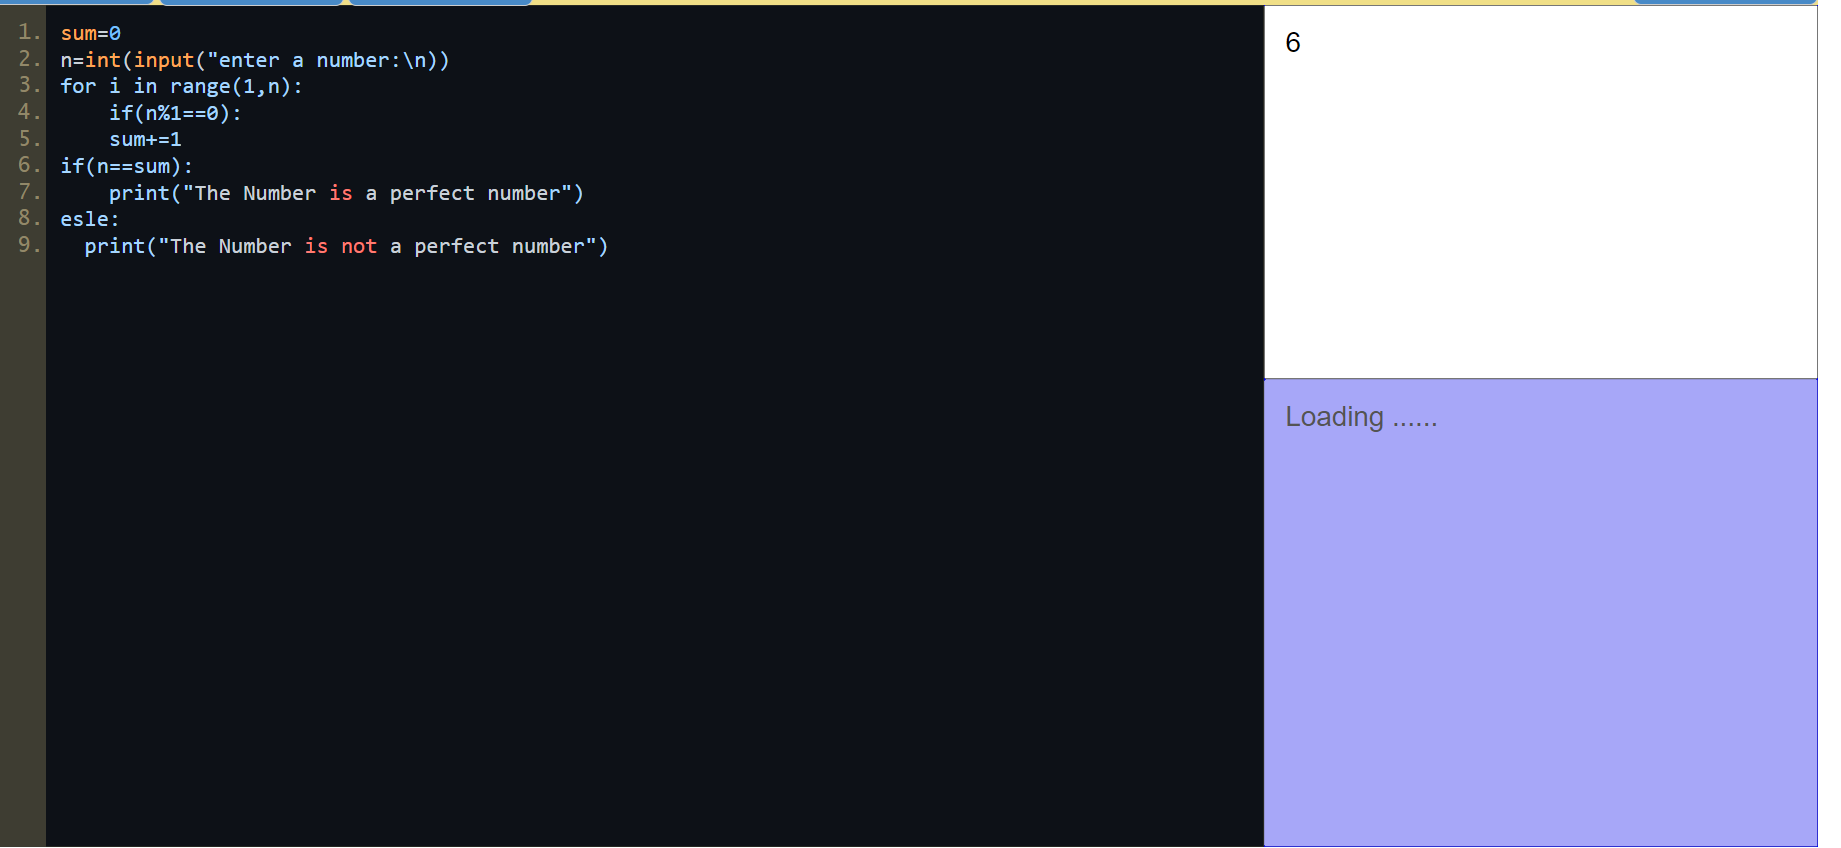 1. sum=0
2. n=int(input("enter a number:\n))
3. for i in range(1,n):
4.     if(n%1==0):
5.     sum+=1
6. if(n==sum):
7.     print("The Number is a perfect number")
8. esle:
9.   print("The Number is not a perfect number")
6
Loading ......